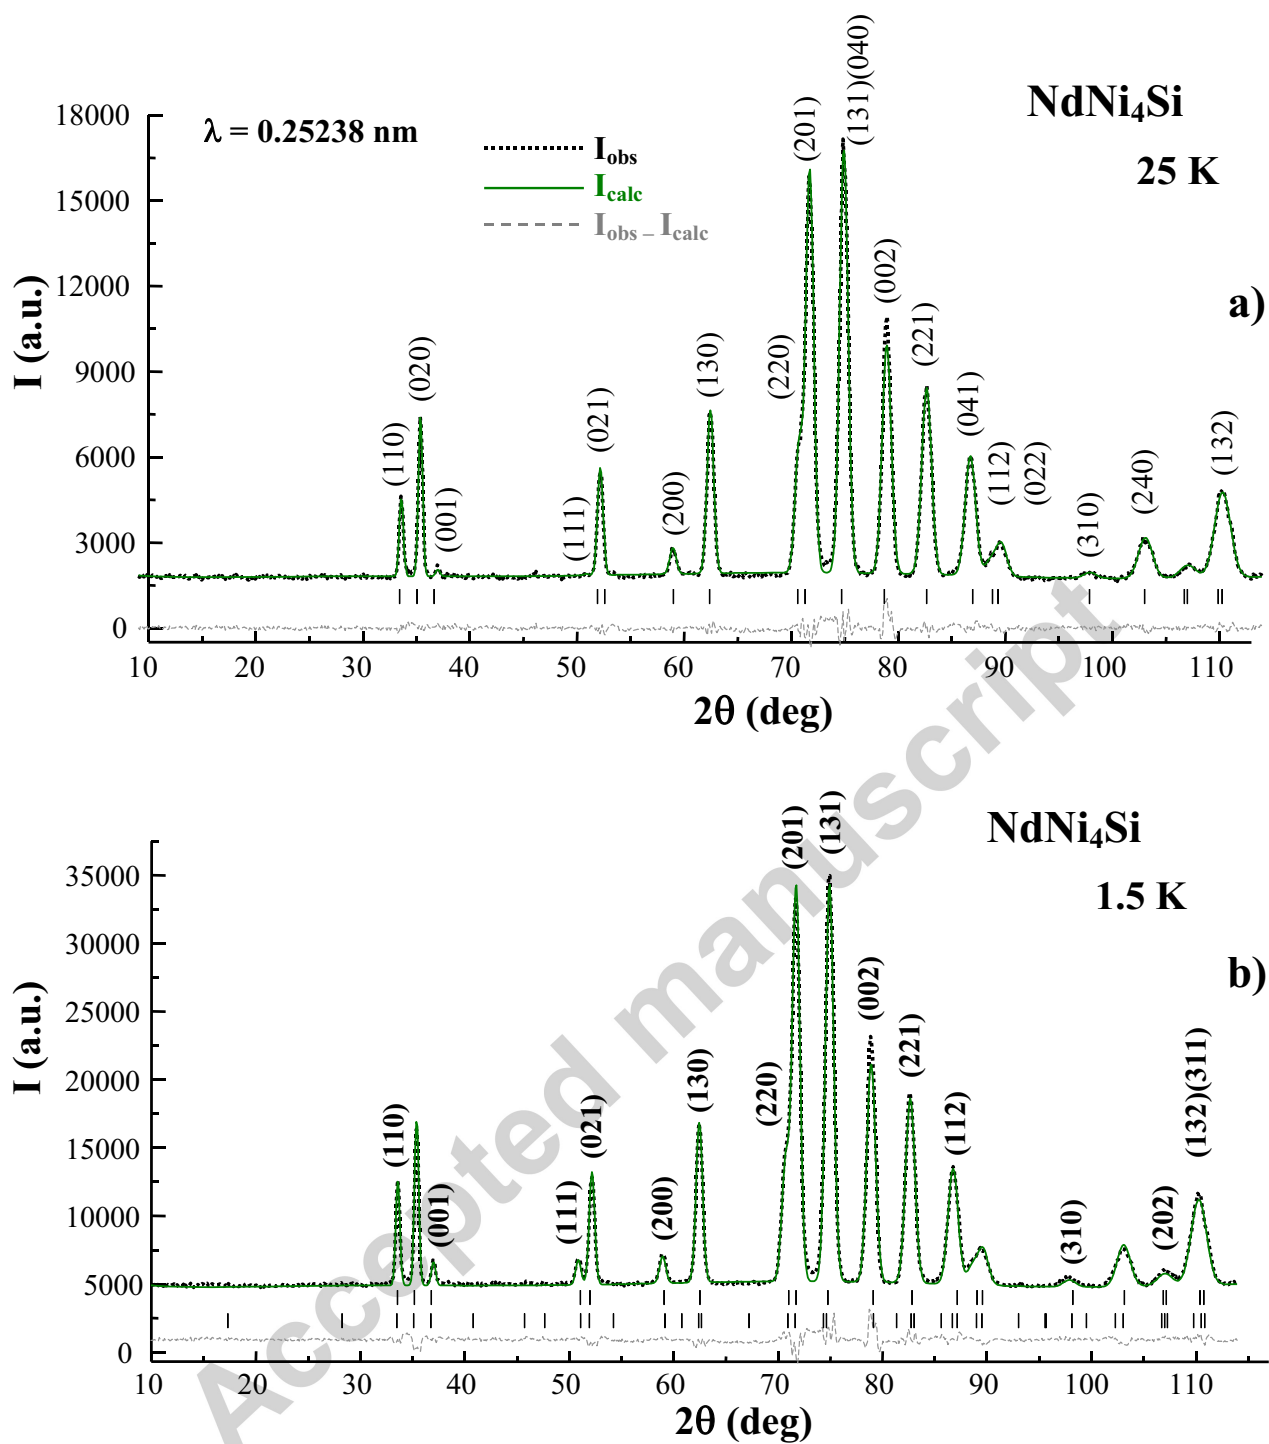 NdNi4Si
25 K
a)
λ = 0.25238 nm
Iobs
Icalc
Iobs – Icalc
I (a.u.)
18000
15000
12000
9000
6000
3000
0
(110)
(020)
(001)
(111)
(021)
(200)
(130)
(220)
(201)
(131)(040)
(002)
(221)
(041)
(112)
(022)
(310)
(240)
(132)
10 20 30 40 50 60 70 80 90 100 110
2θ (deg)
NdNi4Si
1.5 K
b)
I (a.u.)
35000
30000
25000
20000
15000
10000
5000
0
(110)
(001)
(111)
(021)
(200)
(130)
(220)
(201)
(131)
(002)
(221)
(112)
(310)
(202)
(132)(311)
10 20 30 40 50 60 70 80 90 100 110
2θ (deg)
Accepted manuscript